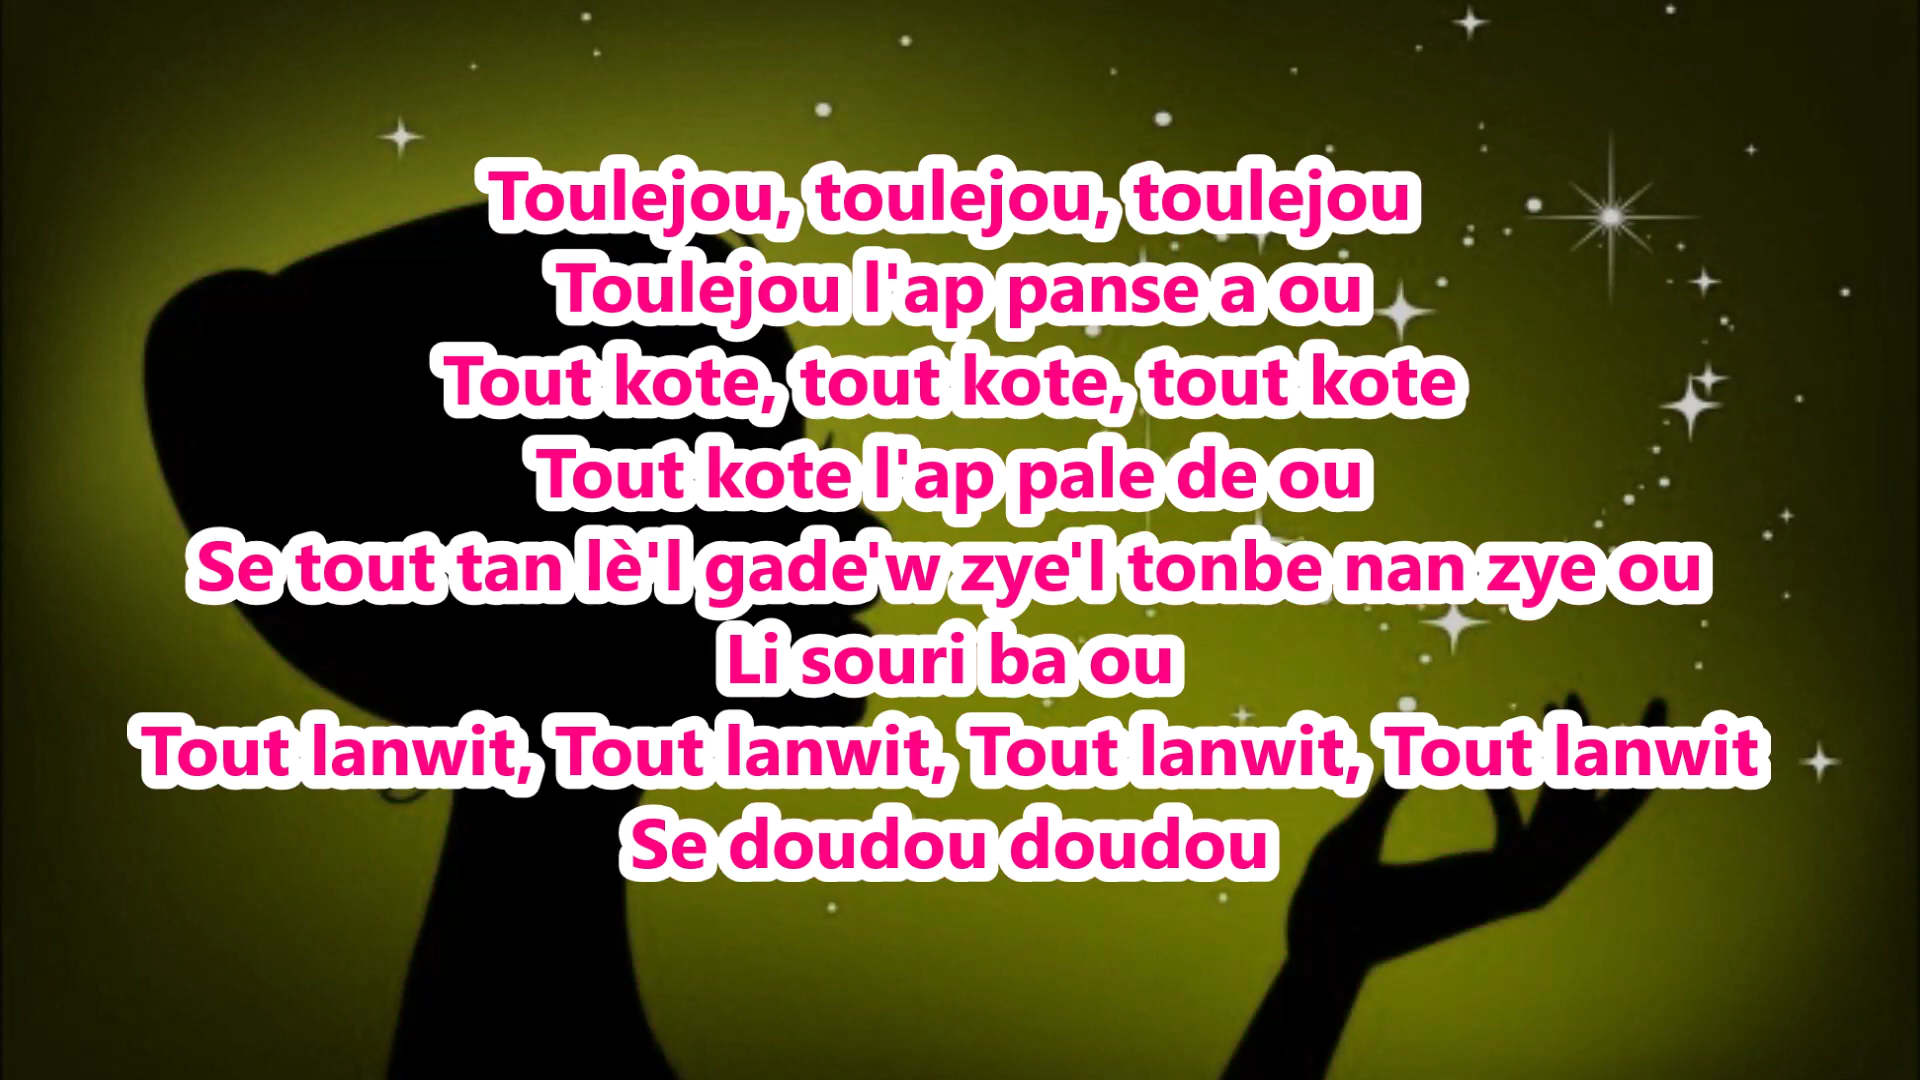 Toulejou, toulejou, toulejou
Toulejou l'ap panse a ou
Tout kote, tout kote, tout kote
Tout kote l'ap pale de ou
Se tout tan lè'l gade'w zye'l tonbe nan zye ou
Li souri ba ou
Tout lanwit, Tout lanwit, Tout lanwit, Tout lanwit
Se doudou doudou